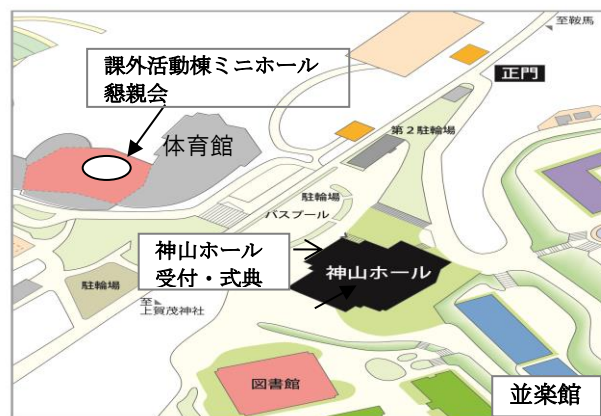 至鞍馬
課外活動棟ミニホール
懇親会
正門
第2駐輪場
体育館
駐輪場
バスプール
神山ホール
受付・式典
神山ホール
駐輪場
至
上賀茂神社
図書館
並楽館